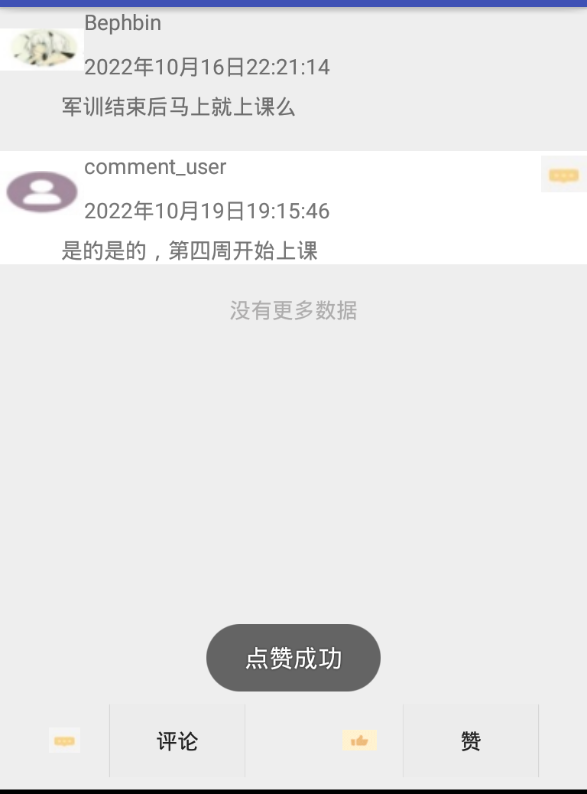 Bephbin
2022年10月16日22:21:14
军训结束后马上就上课么
comment_user
2022年10月19日19:15:46
是的是的，第四周开始上课
没有更多数据
点赞成功
评论
赞